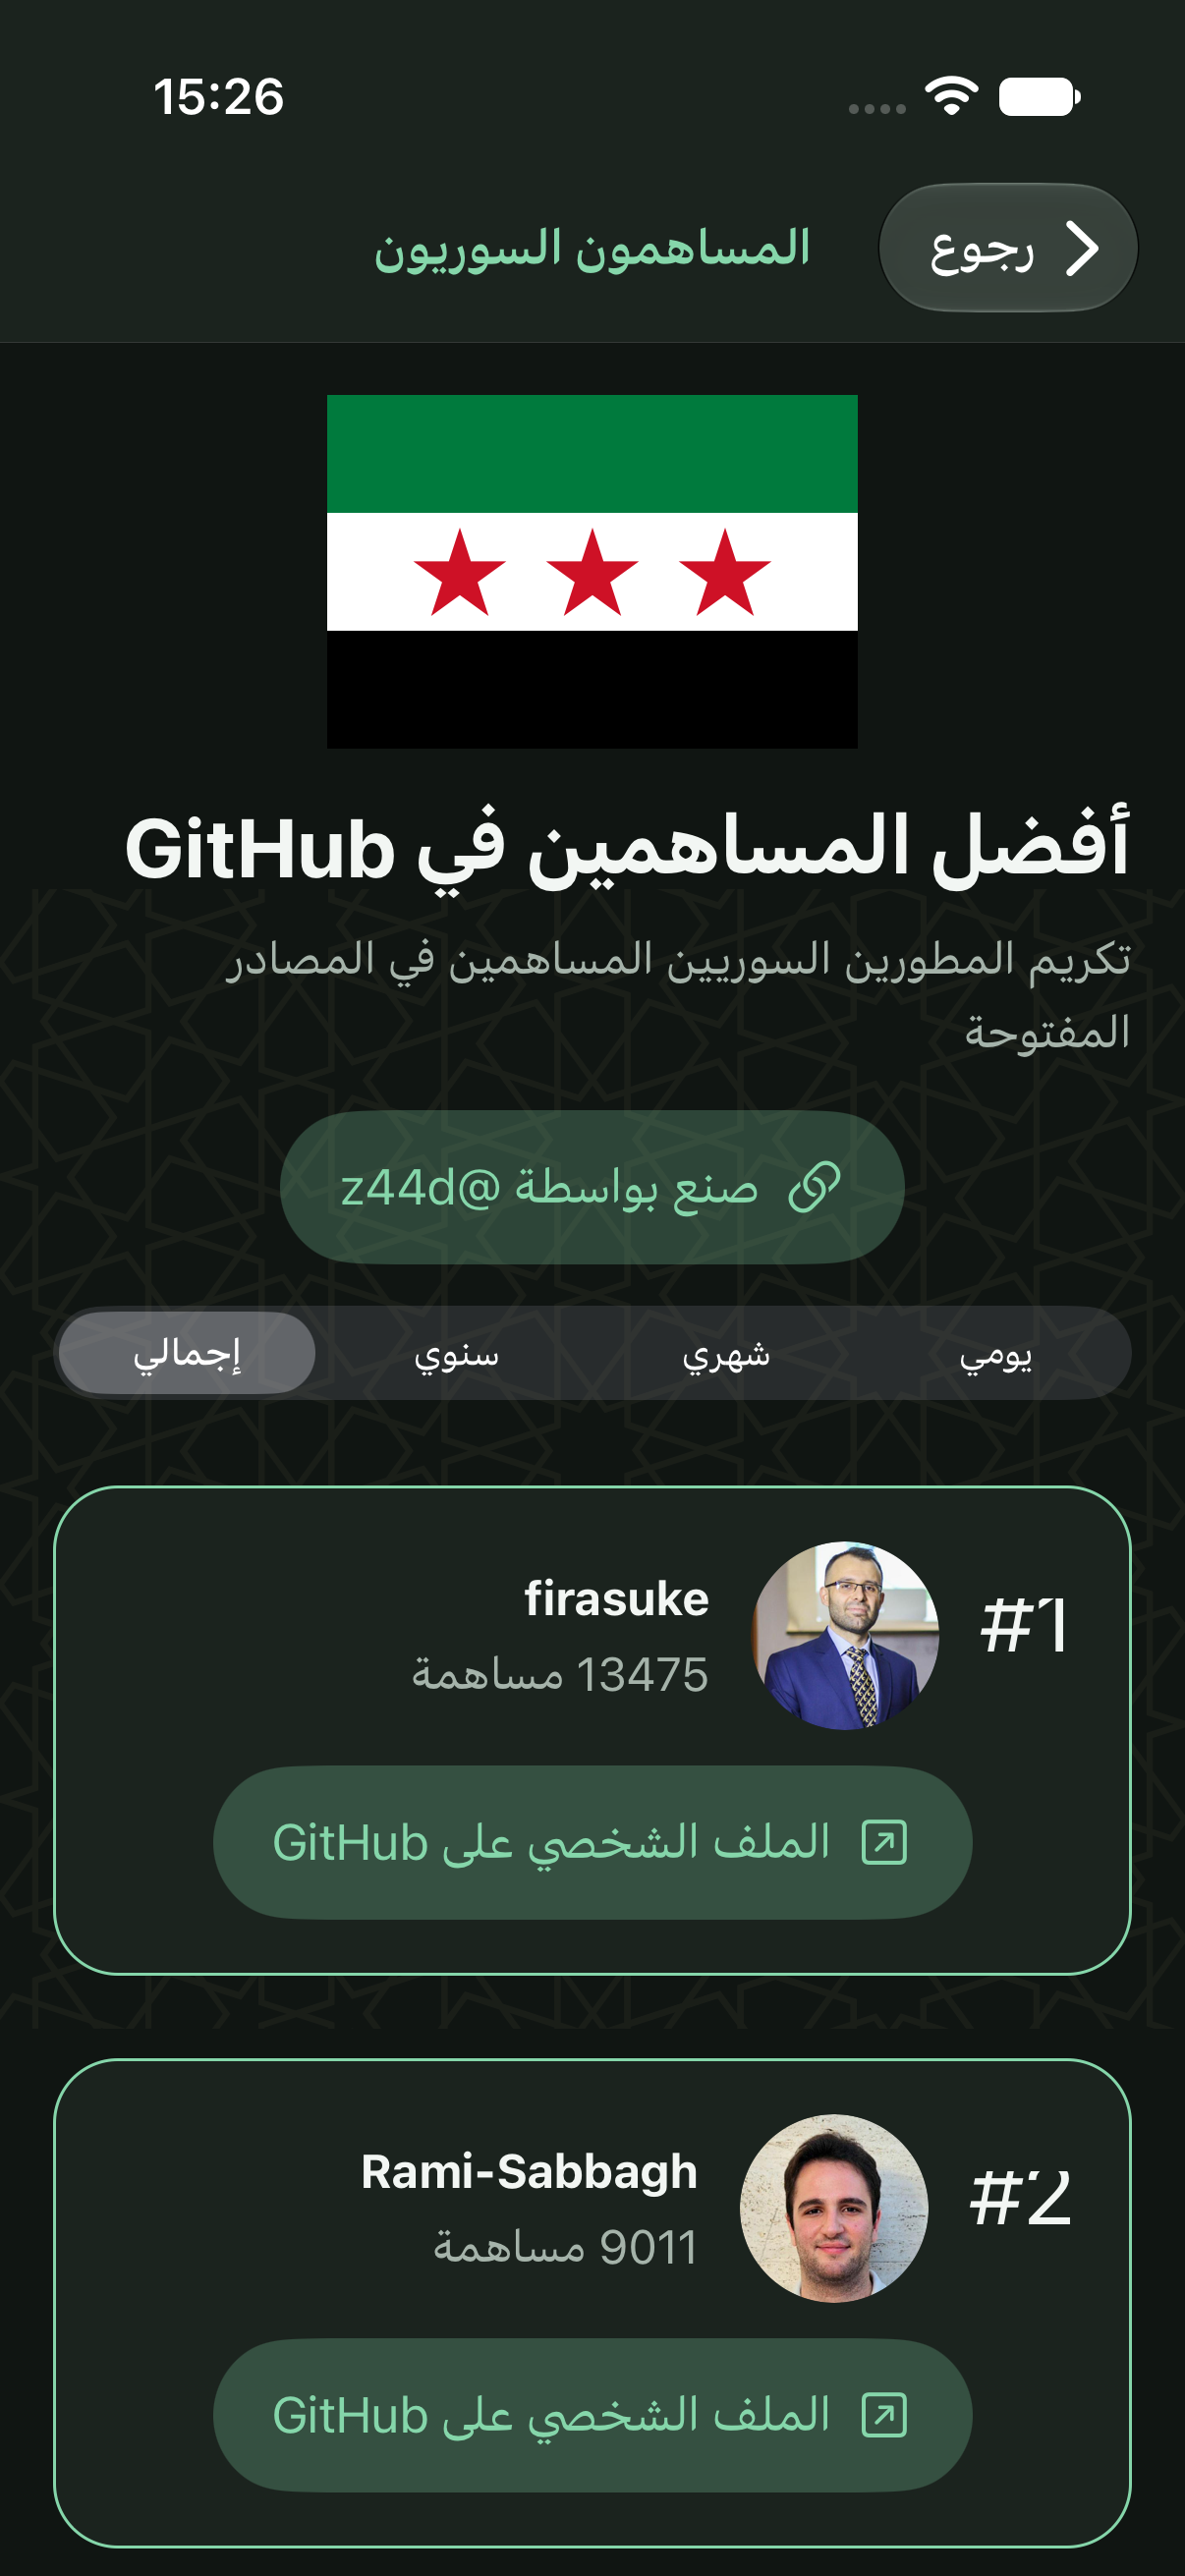 15:26
رجوع
المساهمون السوريون
أفضل المساهمين في GitHub
تكريم المطورين السوريين المساهمين في المصادر
المفتوحة
صنع بواسطة @z44d
يومي
شهري
سنوي
إجمالي
#1
firasuke
13475 مساهمة
الملف الشخصي على GitHub
#2
Rami-Sabbagh
9011 مساهمة
الملف الشخصي على GitHub